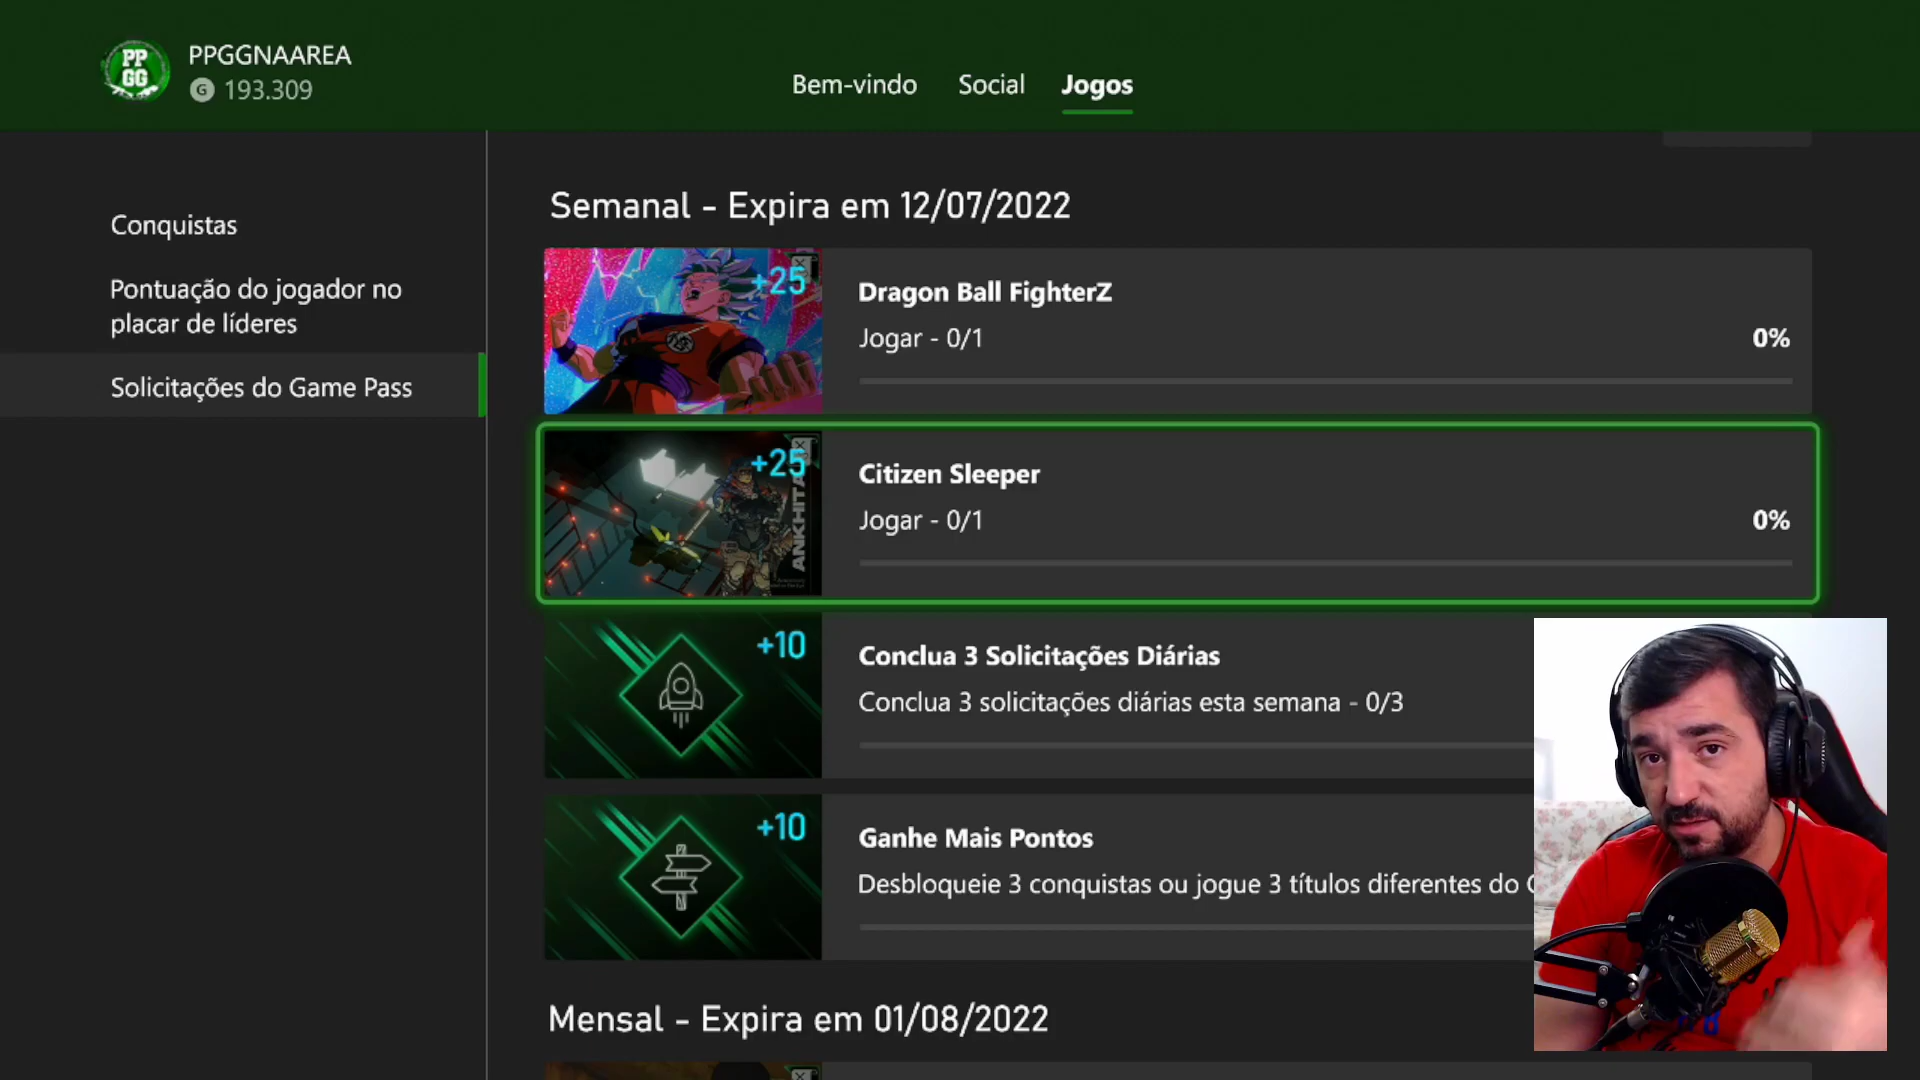 PP
GG
PPGGNAAREA
G 193.309
Bem-vindo
Social
Jogos
Conquistas
Pontuação do jogador no
placar de líderes
Solicitações do Game Pass
Semanal - Expira em 12/07/2022
+25
Dragon Ball FighterZ
Jogar - 0/1
0%
+25
ANKHITA
Citizen Sleeper
Jogar - 0/1
0%
+10
Conclua 3 Solicitações Diárias
Conclua 3 solicitações diárias esta semana - 0/3
+10
Ganhe Mais Pontos
Desbloqueie 3 conquistas ou jogue 3 títulos diferentes do
Mensal - Expira em 01/08/2022